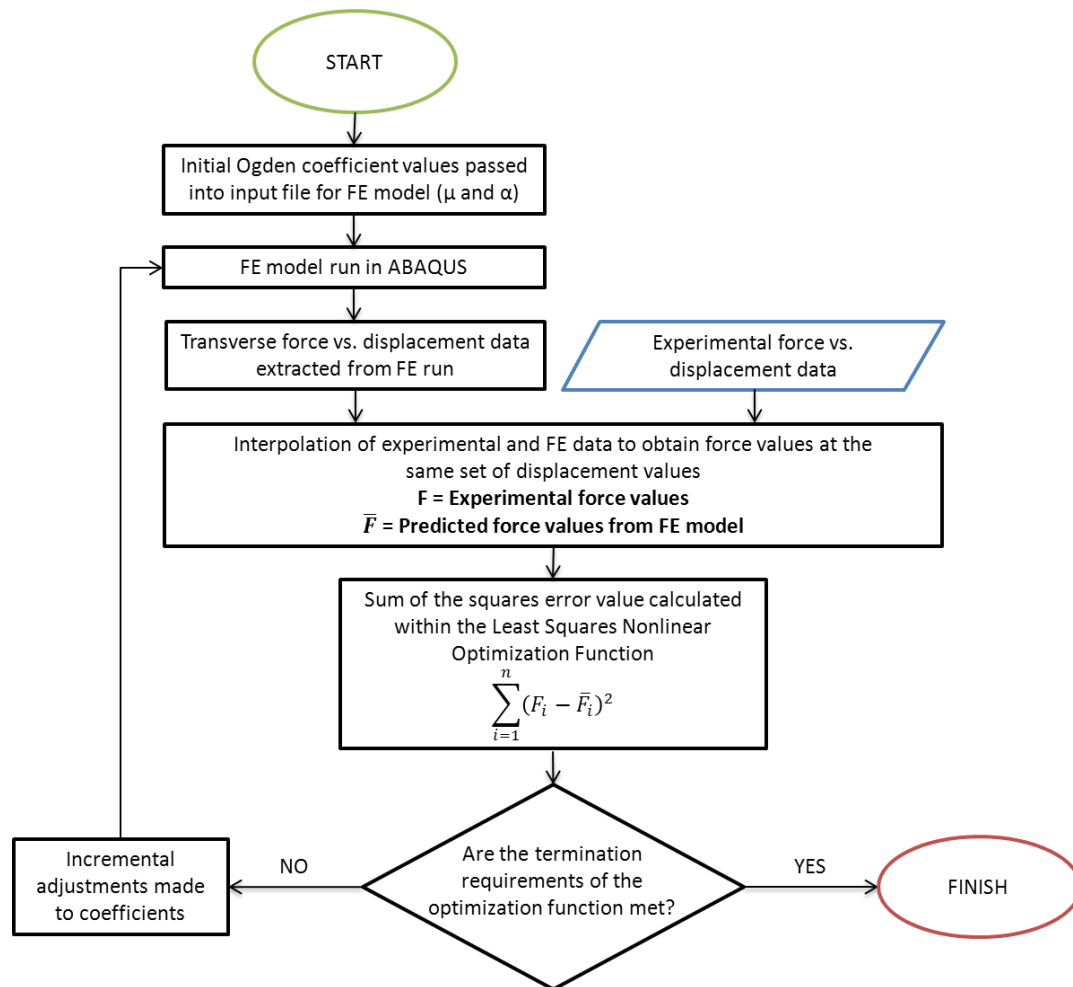 START
Initial Ogden coefficient values passed
into input file for FE model (μ and α)
FE model run in ABAQUS
Transverse force vs. displacement data
extracted from FE run
Experimental force vs.
displacement data
Interpolation of experimental and FE data to obtain force values at the
same set of displacement values
F = Experimental force values
F̅ = Predicted force values from FE model
Sum of the squares error value calculated
within the Least Squares Nonlinear
Optimization Function
n
∑(Fᵢ − F̅ᵢ)²
i=1
Are the termination
requirements of the
optimization function met?
NO
Incremental
adjustments made
to coefficients
YES
FINISH